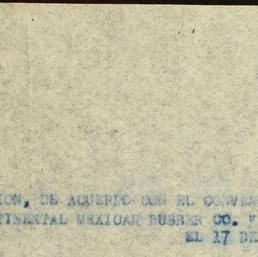 ION, DE ACUERDO CON EL CONVE
TINENTAL MEXICAN RUBBER CO.
EL 17 DE